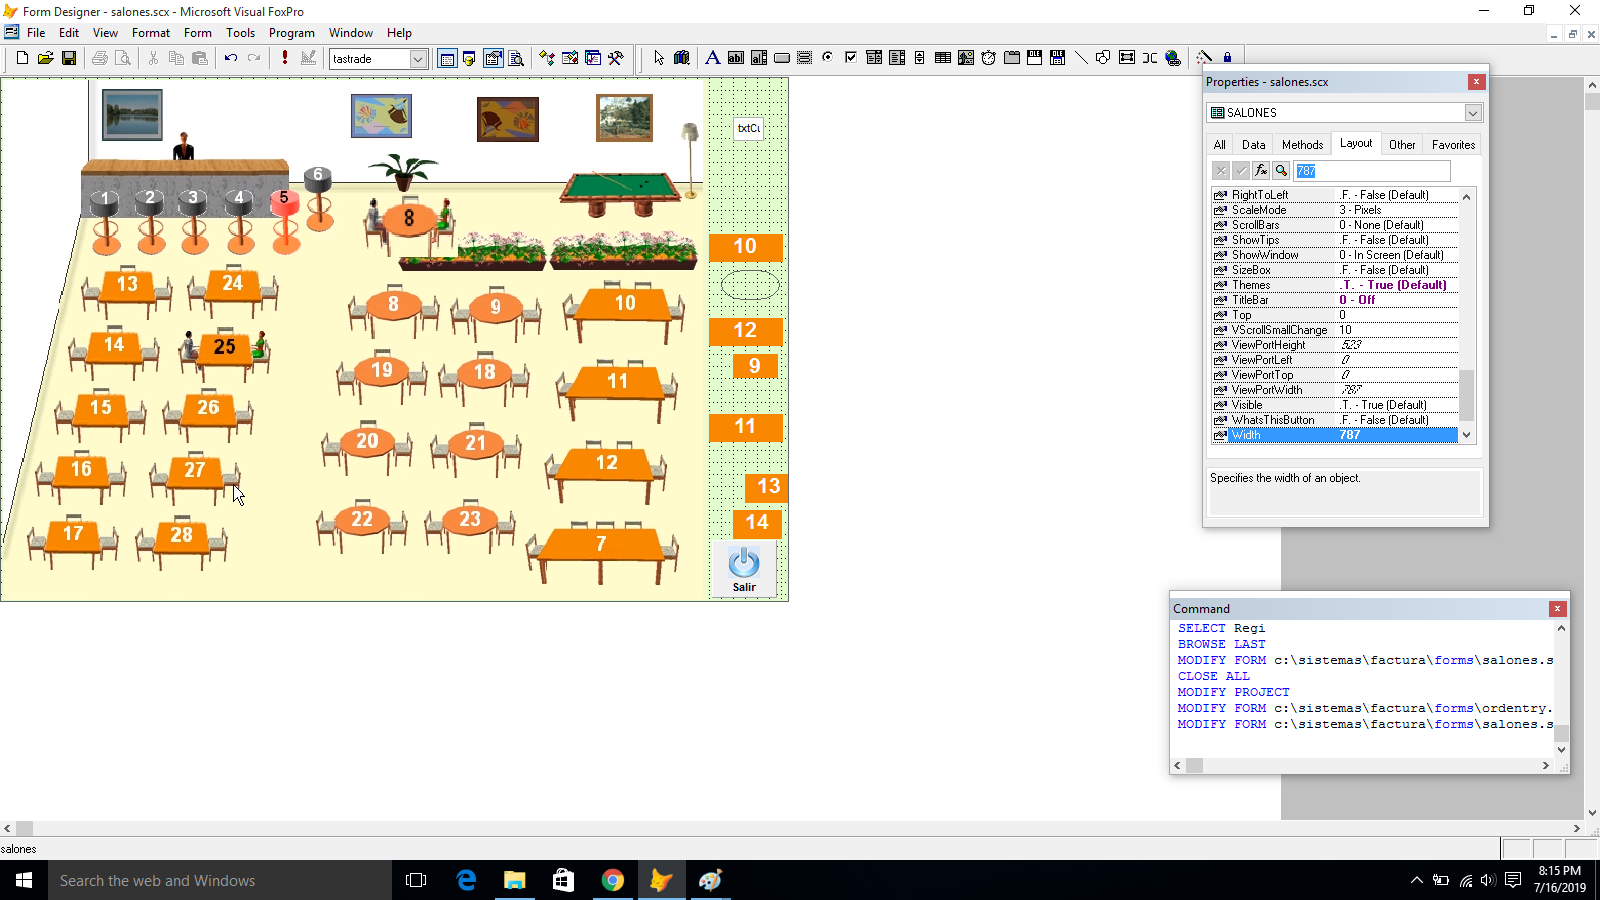 Form Designer - salones.scx - Microsoft Visual FoxPro
File Edit View Format Form Tools Program Window Help
tastrade
Properties - salones.scx
SALONES
All Data Methods Layout Other Favorites
787
RightToLeft .F. - False (Default)
ScaleMode 3 - Pixels
ScrollBars 0 - None (Default)
ShowTips .F. - False (Default)
ShowWindow 0 - In Screen (Default)
SizeBox .F. - False (Default)
Themes .T. - True (Default)
TitleBar 0 - Off
Top 0
VScrollSmallChange 10
ViewPortHeight 523
ViewPortLeft 0
ViewPortTop 0
ViewPortWidth 787
Visible .T. - True (Default)
WhatsThisButton .F. - False (Default)
Width 787
Specifies the width of an object.
txtCu
6
1 2 3 4 5
8
10
13 24
8 9 10
12
14 25
9
19 18 11
15 26
11
20 21
16 27 12
13
22 23
14
17 28 7
Salir
Command
SELECT Regi
BROWSE LAST
MODIFY FORM c:\sistemas\factura\forms\salones.s
CLOSE ALL
MODIFY PROJECT
MODIFY FORM c:\sistemas\factura\forms\ordentry.
MODIFY FORM c:\sistemas\factura\forms\salones.s
salones
Search the web and Windows
8:15 PM
7/16/2019